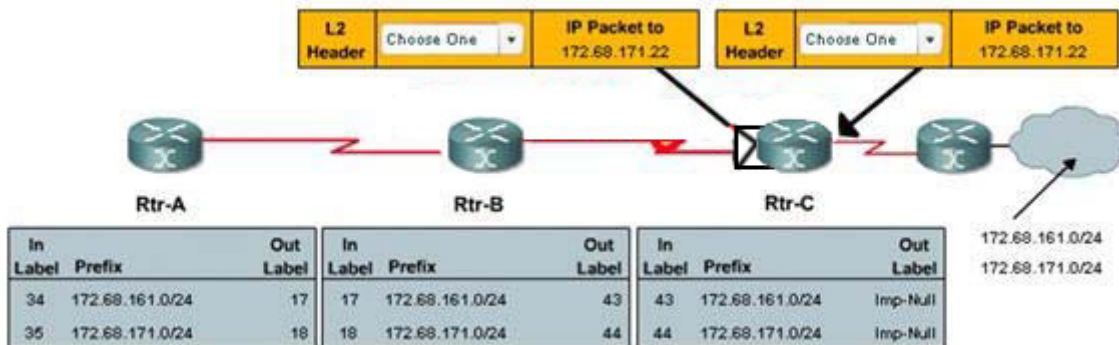 L2 Header Choose One IP Packet to 172.68.171.22
L2 Header Choose One IP Packet to 172.68.171.22
Rtr-A
Rtr-B
Rtr-C
172.68.161.0/24
172.68.171.0/24
In Label Prefix Out Label
34 172.68.161.0/24 17
35 172.68.171.0/24 18
In Label Prefix Out Label
17 172.68.161.0/24 43
18 172.68.171.0/24 44
In Label Prefix Out Label
43 172.68.161.0/24 Imp-Null
44 172.68.171.0/24 Imp-Null